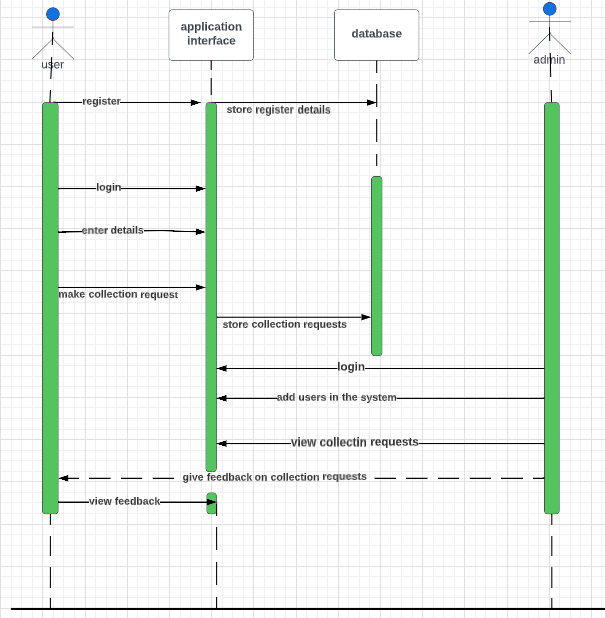 application
interface
database
user
admin
register
store register details
login
enter details
make collection request
store collection requests
login
add users in the system
view collectin requests
give feedback on collection requests
view feedback